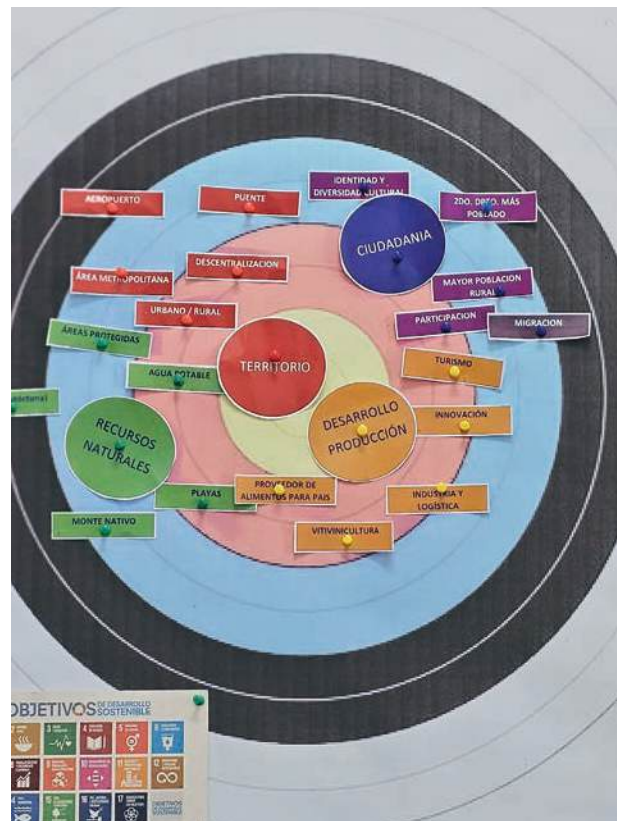 IDENTIDAD Y
DIVERSIDAD CULTURAL
AEROPUERTO
PUENTE
2DO. DPTO. MÁS
POBLADO
CIUDADANIA
DESCENTRALIZACION
ÁREA METROPOLITANA
MAYOR POBLACION
RURAL
URBANO / RURAL
PARTICIPACION
MIGRACION
ÁREAS PROTEGIDAS
TERRITORIO
TURISMO
AGUA POTABLE
DESARROLLO
PRODUCCIÓN
INNOVACIÓN
RECURSOS
NATURALES
PLAYAS
PROVEEDOR DE
ALIMENTOS PARA PAIS
INDUSTRIA Y
LOGÍSTICA
MONTE NATIVO
VITIVINICULTURA
OBJETIVOS DE DESARROLLO
SOSTENIBLE